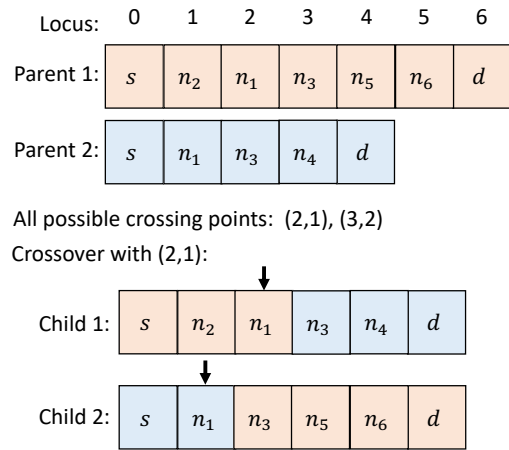 Locus: 0 1 2 3 4 5 6
Parent 1: s n₂ n₁ n₃ n₅ n₆ d
Parent 2: s n₁ n₃ n₄ d
All possible crossing points: (2,1), (3,2)
Crossover with (2,1):
Child 1: s n₂ n₁ n₃ n₄ d
Child 2: s n₁ n₃ n₅ n₆ d